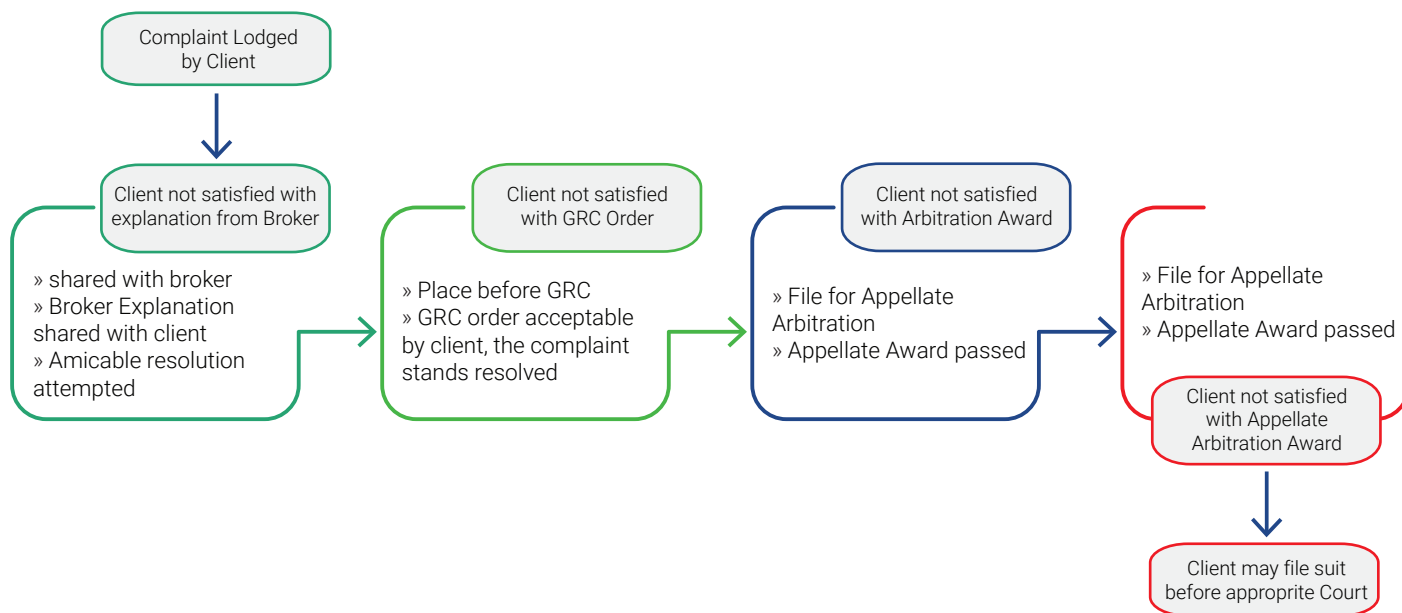 Complaint Lodged
by Client
Client not satisfied with
explanation from Broker
» shared with broker
» Broker Explanation
shared with client
» Amicable resolution
attempted
Client not satisfied
with GRC Order
» Place before GRC
» GRC order acceptable
by client, the complaint
stands resolved
Client not satisfied
with Arbitration Award
» File for Appellate
Arbitration
» Appellate Award passed
» File for Appellate
Arbitration
» Appellate Award passed
Client not satisfied
with Appellate
Arbitration Award
Client may file suit
before approprite Court